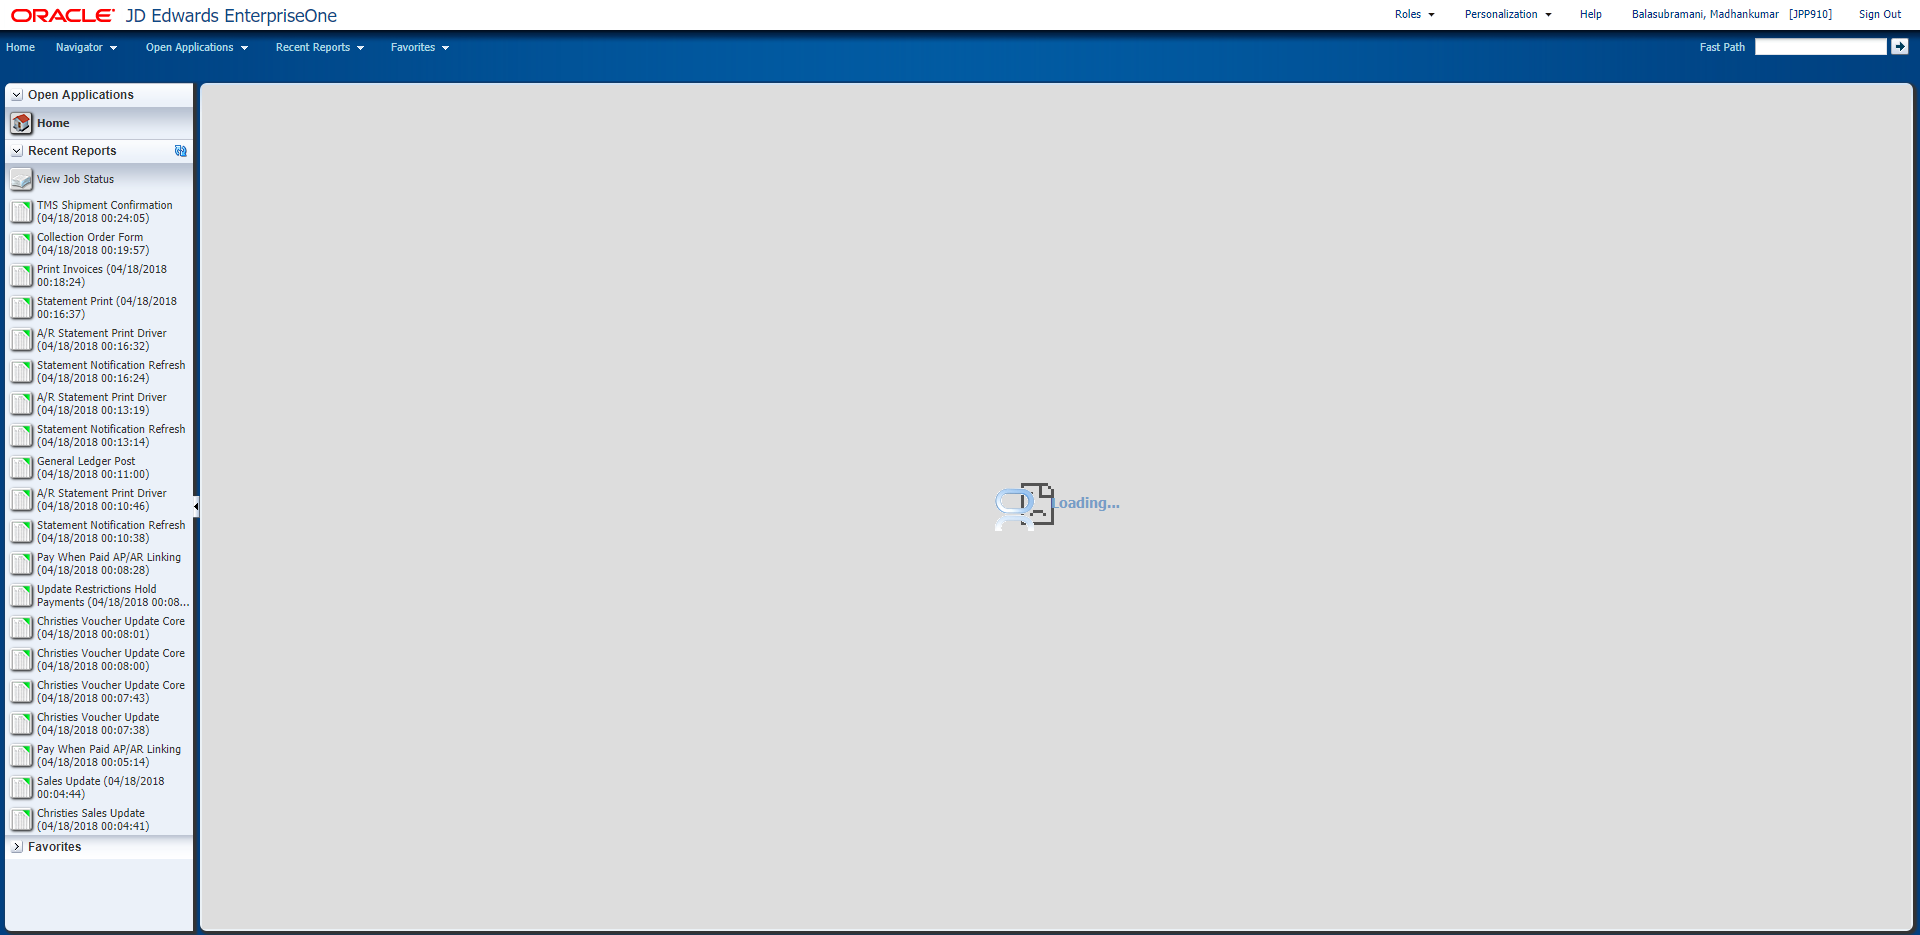 ORACLE JD Edwards EnterpriseOne
Roles Personalization Help Balasubramani, Madhankumar [JPP910] Sign Out
Home Navigator Open Applications Recent Reports Favorites Fast Path
Open Applications
Home
Recent Reports
View Job Status
TMS Shipment Confirmation
(04/18/2018 00:24:05)
Collection Order Form
(04/18/2018 00:19:57)
Print Invoices (04/18/2018
00:18:24)
Statement Print (04/18/2018
00:16:37)
A/R Statement Print Driver
(04/18/2018 00:16:32)
Statement Notification Refresh
(04/18/2018 00:16:24)
A/R Statement Print Driver
(04/18/2018 00:13:19)
Statement Notification Refresh
(04/18/2018 00:13:14)
General Ledger Post
(04/18/2018 00:11:00)
A/R Statement Print Driver
(04/18/2018 00:10:46)
Statement Notification Refresh
(04/18/2018 00:10:38)
Pay When Paid AP/AR Linking
(04/18/2018 00:08:28)
Update Restrictions Hold
Payments (04/18/2018 00:08...
Christies Voucher Update Core
(04/18/2018 00:08:01)
Christies Voucher Update Core
(04/18/2018 00:08:00)
Christies Voucher Update Core
(04/18/2018 00:07:43)
Christies Voucher Update
(04/18/2018 00:07:38)
Pay When Paid AP/AR Linking
(04/18/2018 00:05:14)
Sales Update (04/18/2018
00:04:44)
Christies Sales Update
(04/18/2018 00:04:41)
Favorites
Loading...